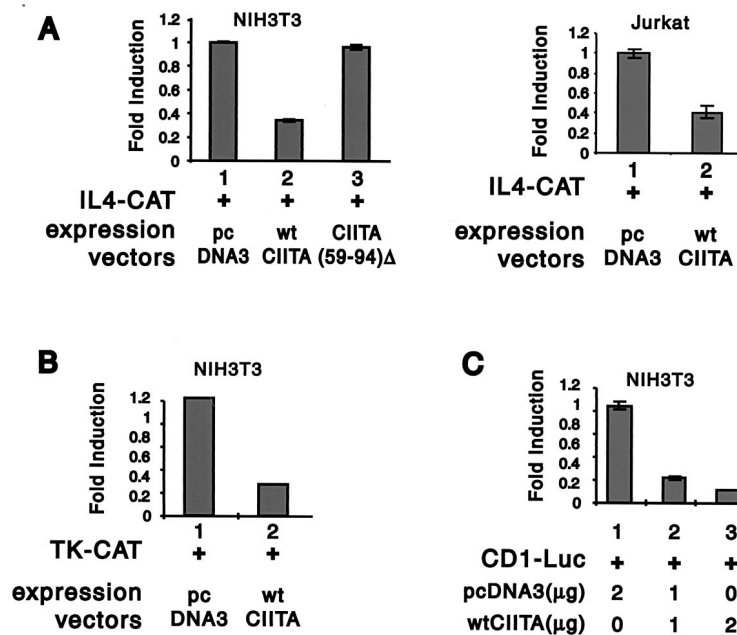 A
NIH3T3
Fold Induction
1.2
1
0.8
0.6
0.4
0.2
0
1 2 3
IL4-CAT + + +
expression pc wt CIITA
vectors DNA3 CIITA (59-94)Δ
Jurkat
Fold Induction
1.2
1
0.8
0.6
0.4
0.2
0
1 2
IL4-CAT + +
expression pc wt
vectors DNA3 CIITA
B
NIH3T3
Fold Induction
1.2
1
0.8
0.6
0.4
0.2
0
1 2
TK-CAT + +
expression pc wt
vectors DNA3 CIITA
C
NIH3T3
Fold Induction
1.2
1
0.8
0.6
0.4
0.2
0
1 2 3
CD1-Luc + + +
pcDNA3(μg) 2 1 0
wtCIITA(μg) 0 1 2